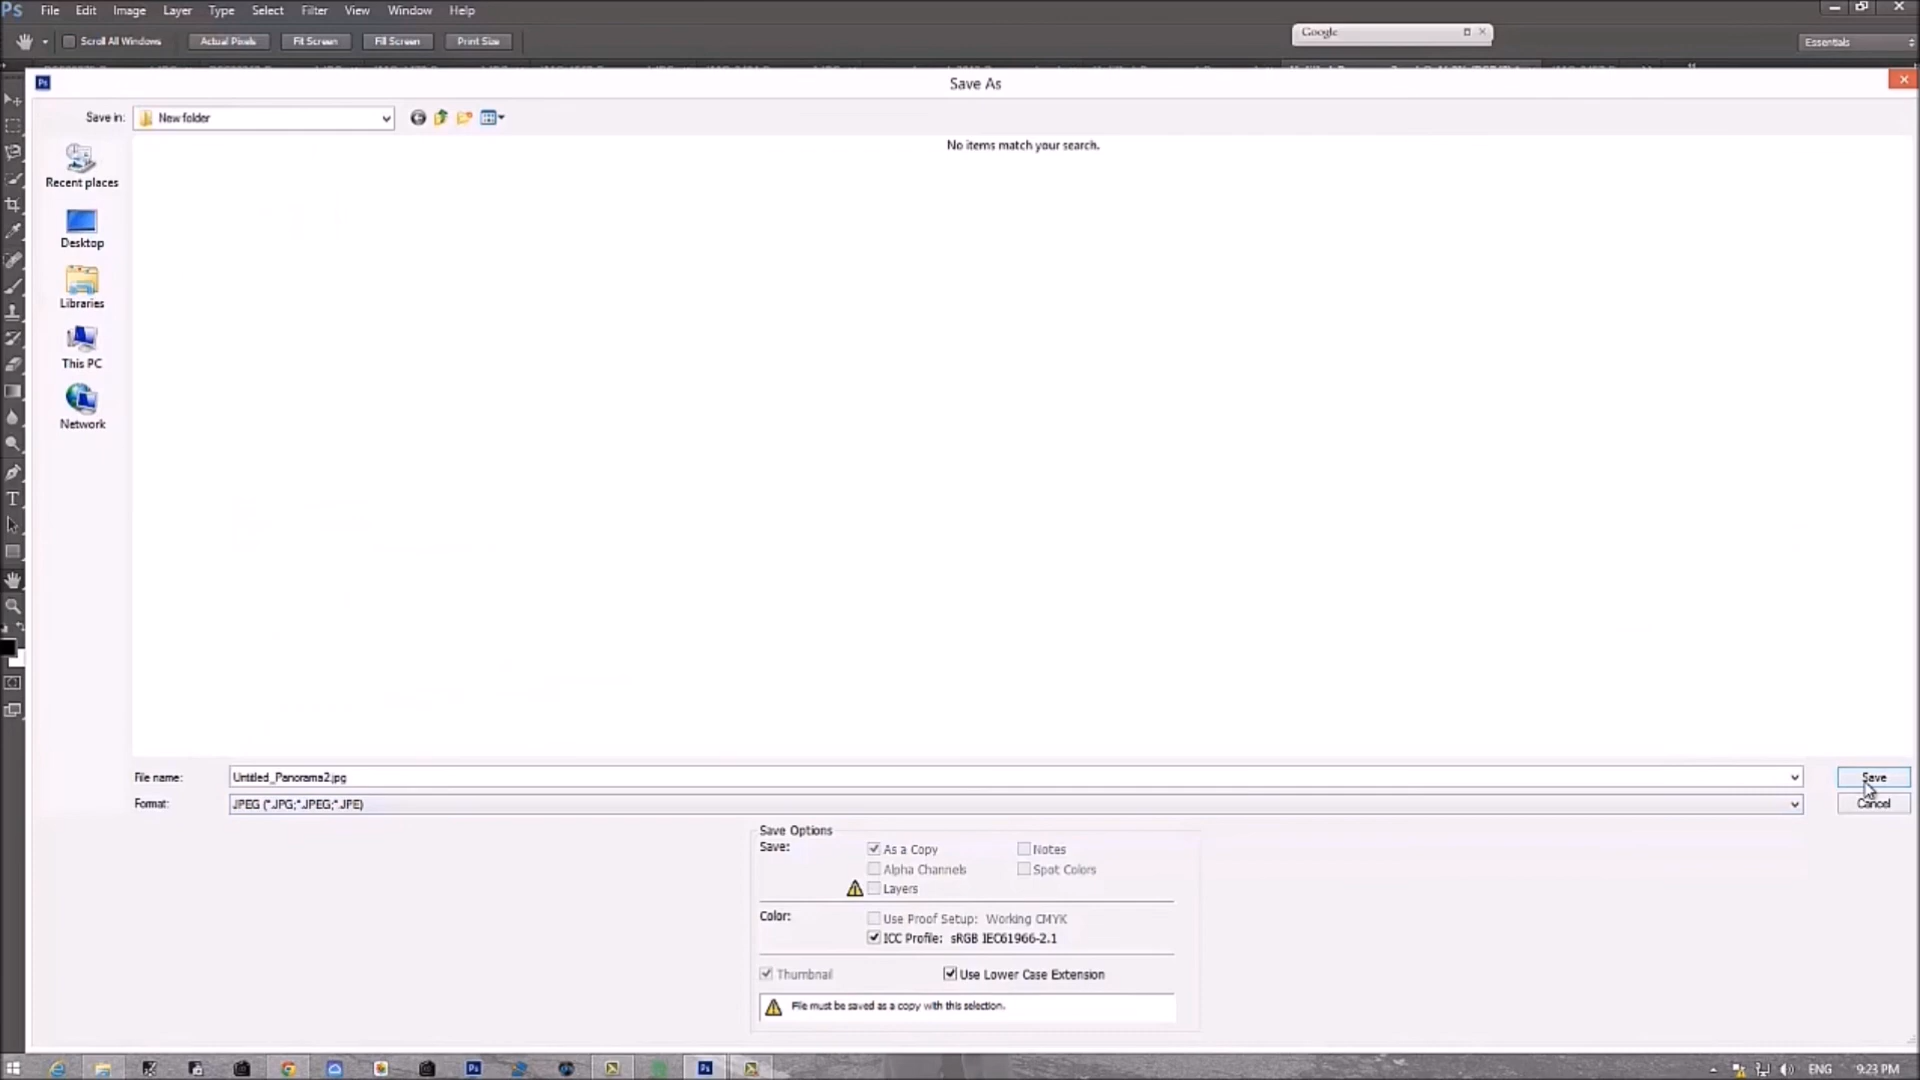 Ps File Edit Image Layer Type Select Filter View Window Help
Scroll All Windows Actual Pixels Fit Screen Fill Screen Print Size Google Essentials
Ps Save As
Save in: New folder
No items match your search.
Recent places
Desktop
Libraries
This PC
Network
File name: Untitled_Panorama2.jpg Save
Format: JPEG (*.JPG;*.JPEG;*.JPE) Cancel
Save Options
Save: As a Copy Notes
Alpha Channels Spot Colors
Layers
Color: Use Proof Setup: Working CMYK
ICC Profile: sRGB IEC61966-2.1
Thumbnail Use Lower Case Extension
File must be saved as a copy with this selection.
Ps Ps ENG 9:23 PM